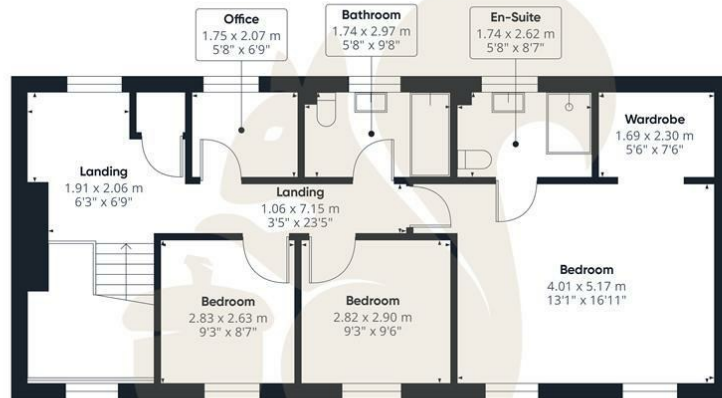 Office
1.75 x 2.07 m
5'8" x 6'9"
Bathroom
1.74 x 2.97 m
5'8" x 9'8"
En-Suite
1.74 x 2.62 m
5'8" x 8'7"
Wardrobe
1.69 x 2.30 m
5'6" x 7'6"
Landing
1.91 x 2.06 m
6'3" x 6'9"
Landing
1.06 x 7.15 m
3'5" x 23'5"
Bedroom
2.83 x 2.63 m
9'3" x 8'7"
Bedroom
2.82 x 2.90 m
9'3" x 9'6"
Bedroom
4.01 x 5.17 m
13'1" x 16'11"